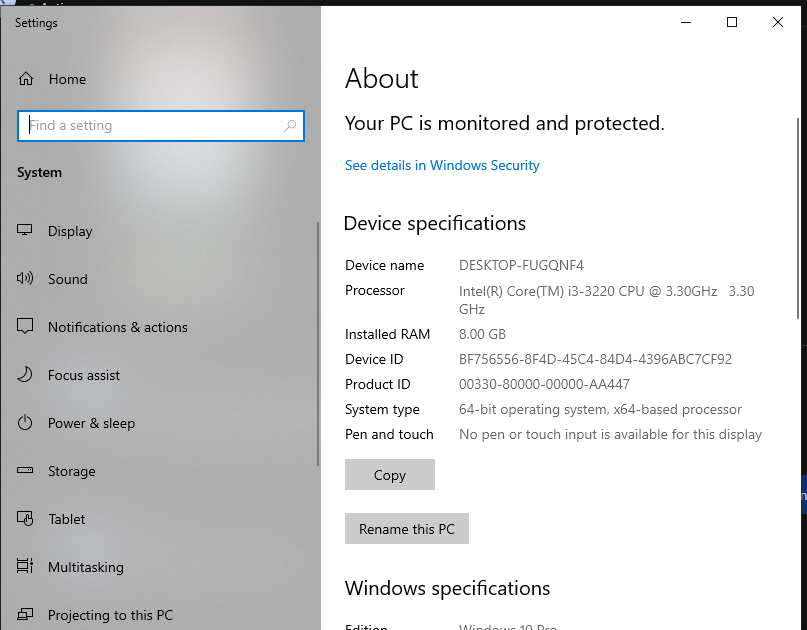 Settings
Home
Find a setting
System
Display
Sound
Notifications & actions
Focus assist
Power & sleep
Storage
Tablet
Multitasking
Projecting to this PC
About
Your PC is monitored and protected.
See details in Windows Security
Device specifications
Device name DESKTOP-FUGQNF4
Processor Intel(R) Core(TM) i3-3220 CPU @ 3.30GHz 3.30
GHz
Installed RAM 8.00 GB
Device ID BF756556-8F4D-45C4-84D4-4396ABC7CF92
Product ID 00330-80000-00000-AA447
System type 64-bit operating system, x64-based processor
Pen and touch No pen or touch input is available for this display
Copy
Rename this PC
Windows specifications
Edition Windows 10 Pro